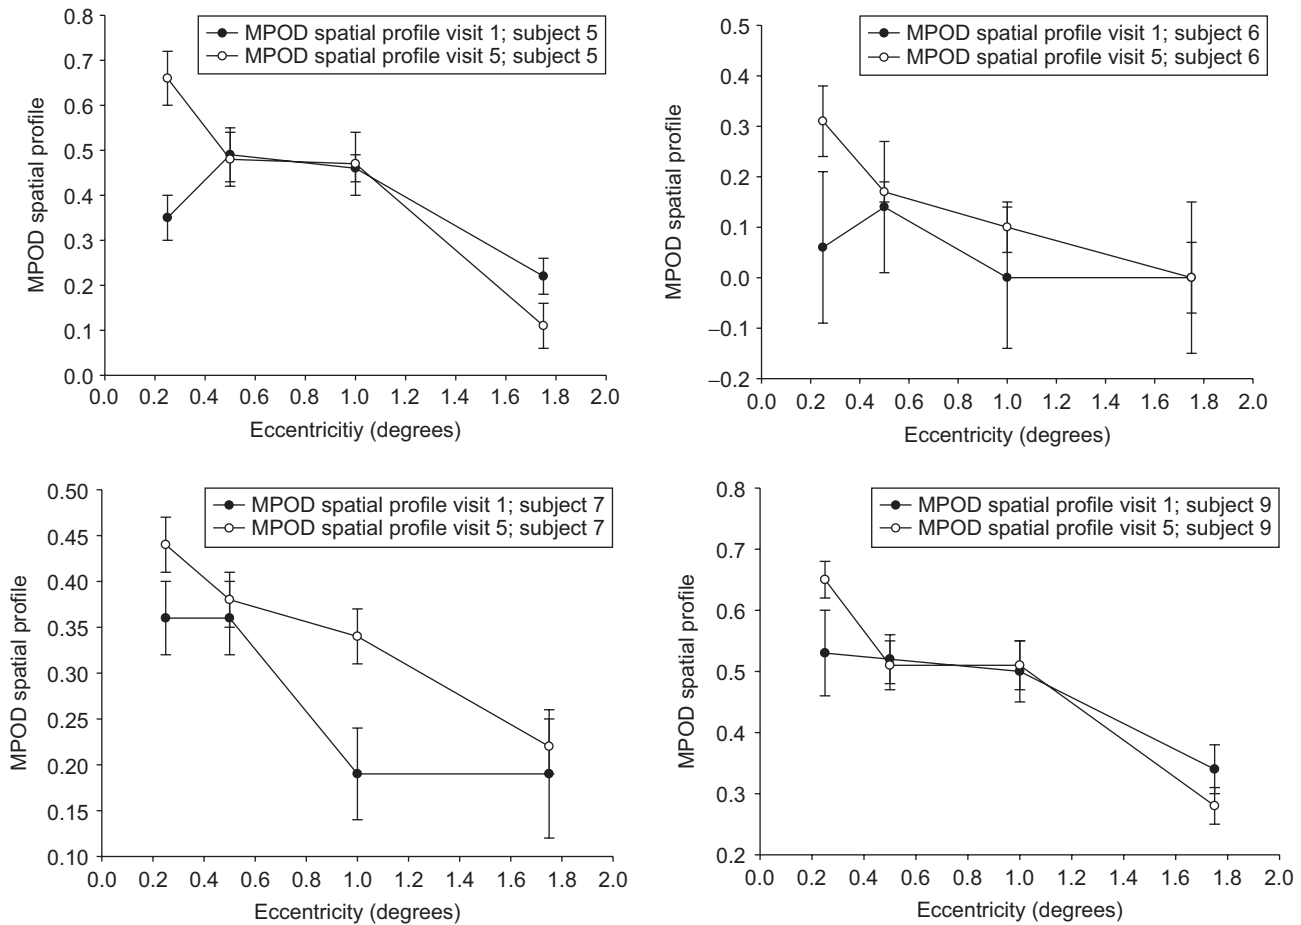 MPOD spatial profile visit 1; subject 5
MPOD spatial profile visit 5; subject 5
MPOD spatial profile
0.8
0.7
0.6
0.5
0.4
0.3
0.2
0.1
0.0
0.0 0.2 0.4 0.6 0.8 1.0 1.2 1.4 1.6 1.8 2.0
Eccentricitiy (degrees)
MPOD spatial profile visit 1; subject 6
MPOD spatial profile visit 5; subject 6
MPOD spatial profile
0.5
0.4
0.3
0.2
0.1
0.0
–0.1
–0.2
0.0 0.2 0.4 0.6 0.8 1.0 1.2 1.4 1.6 1.8 2.0
Eccentricity (degrees)
MPOD spatial profile visit 1; subject 7
MPOD spatial profile visit 5; subject 7
MPOD spatial profile
0.50
0.45
0.40
0.35
0.30
0.25
0.20
0.15
0.10
0.0 0.2 0.4 0.6 0.8 1.0 1.2 1.4 1.6 1.8 2.0
Eccentricity (degrees)
MPOD spatial profile visit 1; subject 9
MPOD spatial profile visit 5; subject 9
MPOD spatial profile
0.8
0.7
0.6
0.5
0.4
0.3
0.2
0.0 0.2 0.4 0.6 0.8 1.0 1.2 1.4 1.6 1.8 2.0
Eccentricity (degrees)